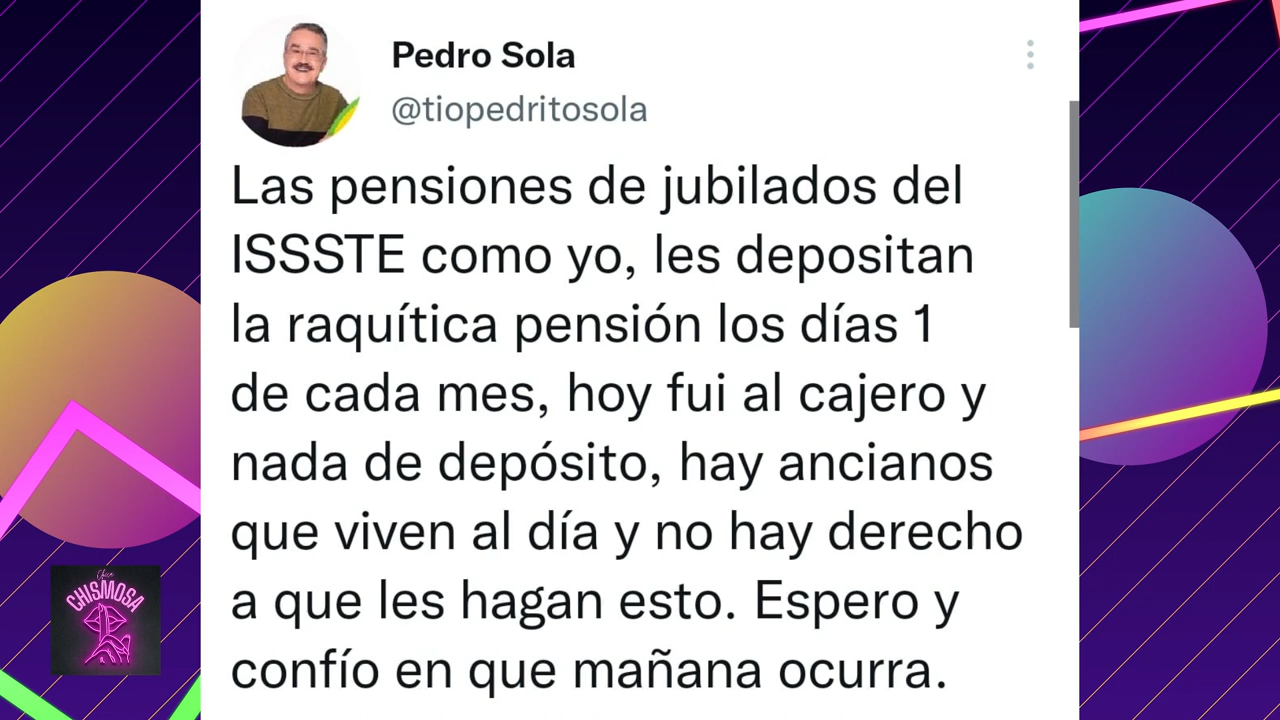 Pedro Sola
@tiopedritosola
Las pensiones de jubilados del
ISSSTE como yo, les depositan
la raquítica pensión los días 1
de cada mes, hoy fui al cajero y
nada de depósito, hay ancianos
que viven al día y no hay derecho
a que les hagan esto. Espero y
confío en que mañana ocurra.
CHISMOSA